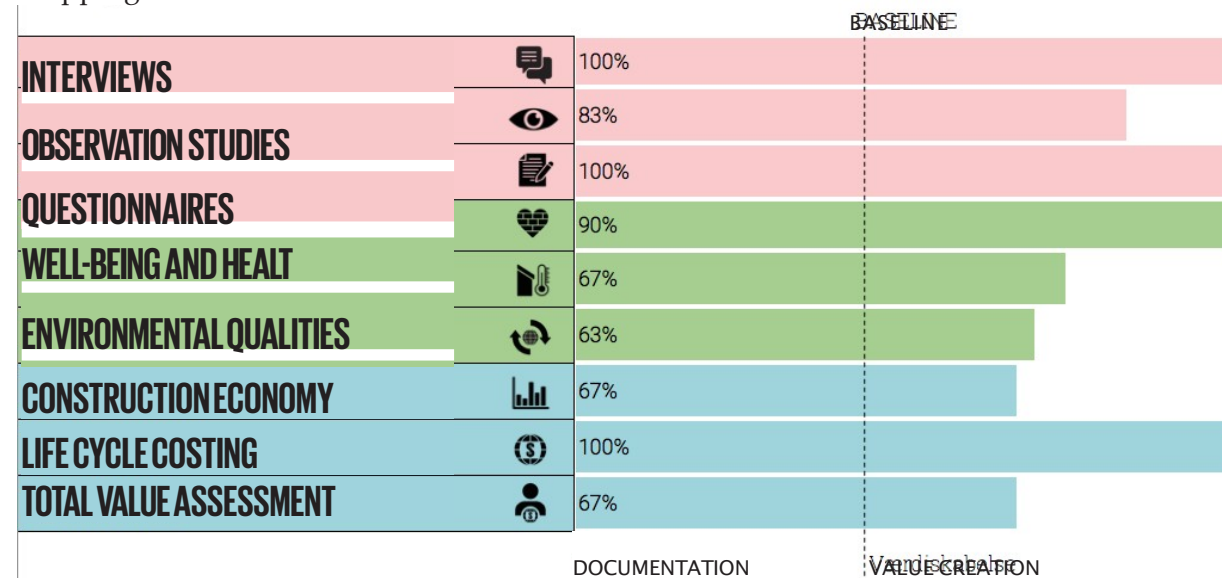 BASELINE
INTERVIEWS 100%
OBSERVATION STUDIES 83%
QUESTIONNAIRES 100%
WELL-BEING AND HEALT 90%
67%
ENVIRONMENTAL QUALITIES 63%
CONSTRUCTION ECONOMY 67%
LIFE CYCLE COSTING 100%
TOTAL VALUE ASSESSMENT 67%
DOCUMENTATION VALUE CREATION